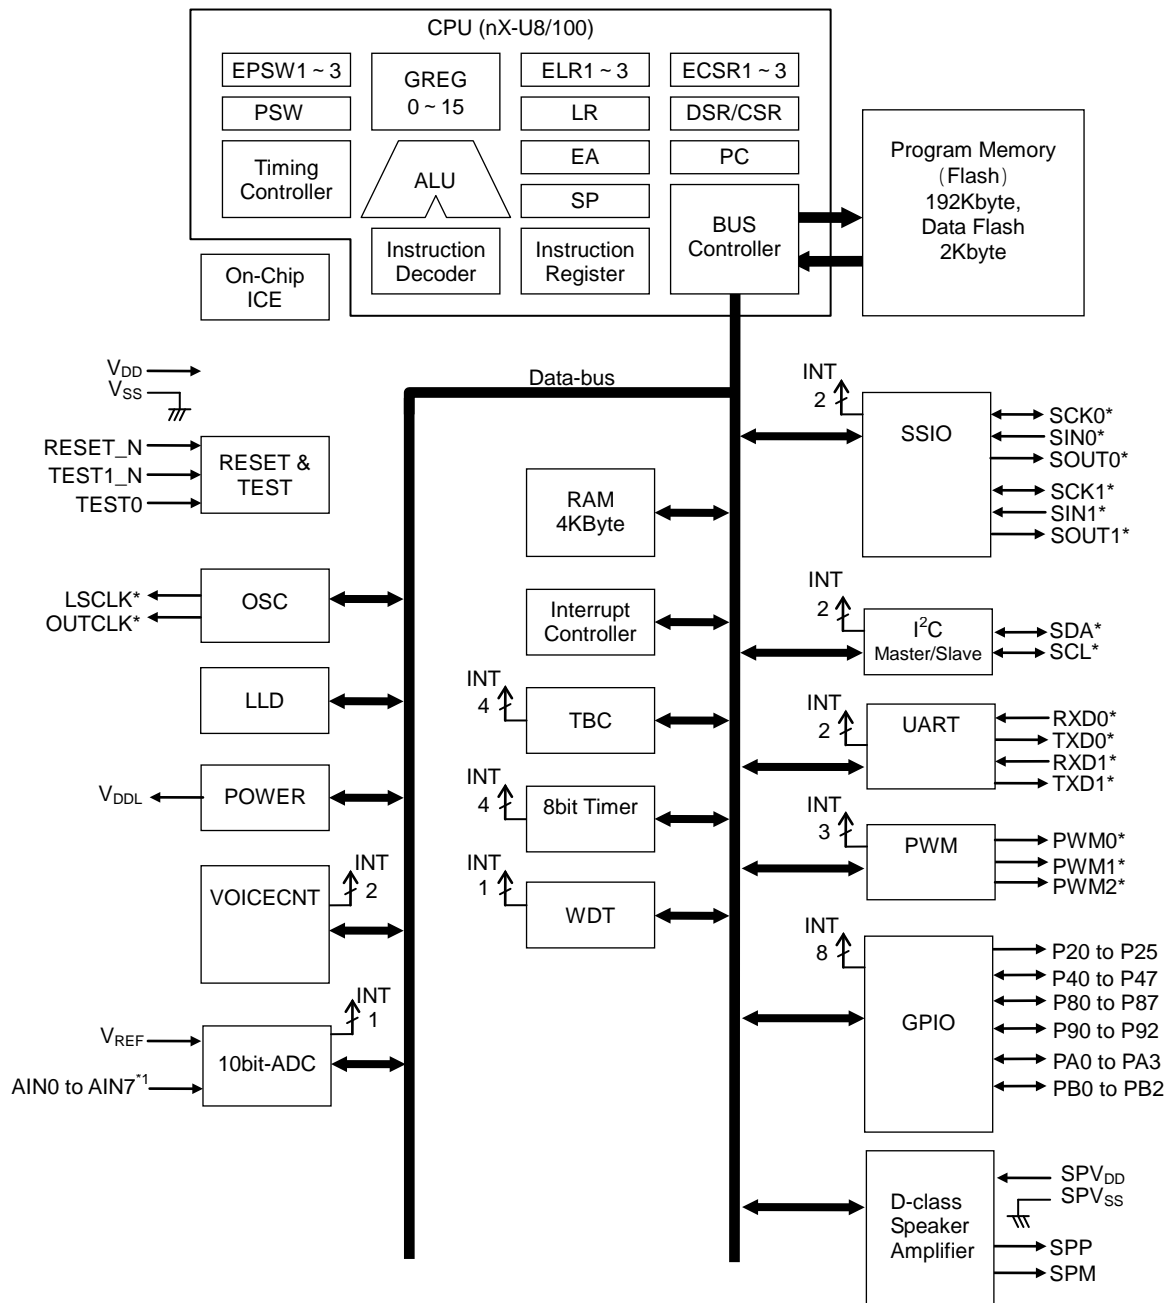 CPU (nX-U8/100)
EPSW1 ~ 3
GREG
0 ~ 15
ELR1 ~ 3
ECSR1 ~ 3
PSW
LR
DSR/CSR
Timing
Controller
ALU
EA
PC
SP
BUS
Controller
Instruction
Decoder
Instruction
Register
On-Chip
ICE
Program Memory
(Flash)
192Kbyte,
Data Flash
2Kbyte
VDD
VSS
Data-bus
RESET_N
TEST1_N
TEST0
RESET &
TEST
LSCLK*
OUTCLK*
OSC
LLD
VDDL
POWER
VOICECNT
INT
2
VREF
AIN0 to AIN7*1
10bit-ADC
INT
1
RAM
4KByte
Interrupt
Controller
INT
4
TBC
INT
4
8bit Timer
INT
1
WDT
INT
2
SSIO
SCK0*
SIN0*
SOUT0*
SCK1*
SIN1*
SOUT1*
INT
2
I²C
Master/Slave
SDA*
SCL*
INT
2
UART
RXD0*
TXD0*
RXD1*
TXD1*
INT
3
PWM
PWM0*
PWM1*
PWM2*
INT
8
GPIO
P20 to P25
P40 to P47
P80 to P87
P90 to P92
PA0 to PA3
PB0 to PB2
D-class
Speaker
Amplifier
SPVDD
SPVSS
SPP
SPM